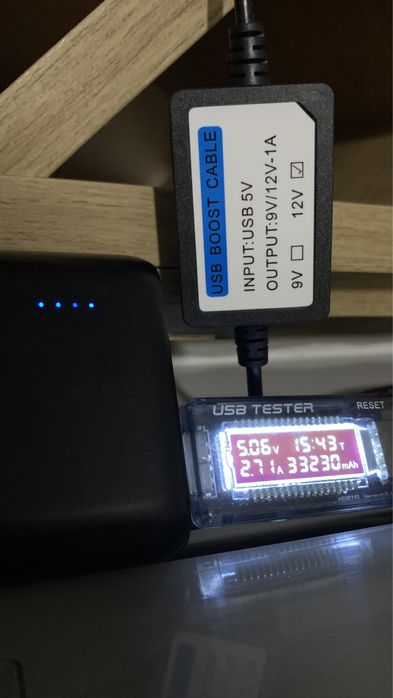 USB BOOST CABLE
INPUT:USB 5V
OUTPUT:9V/12V-1A
9V ☐ 12V ☑
USB TESTER
RESET
5.06V 15:43T
2.71A 33230mAh